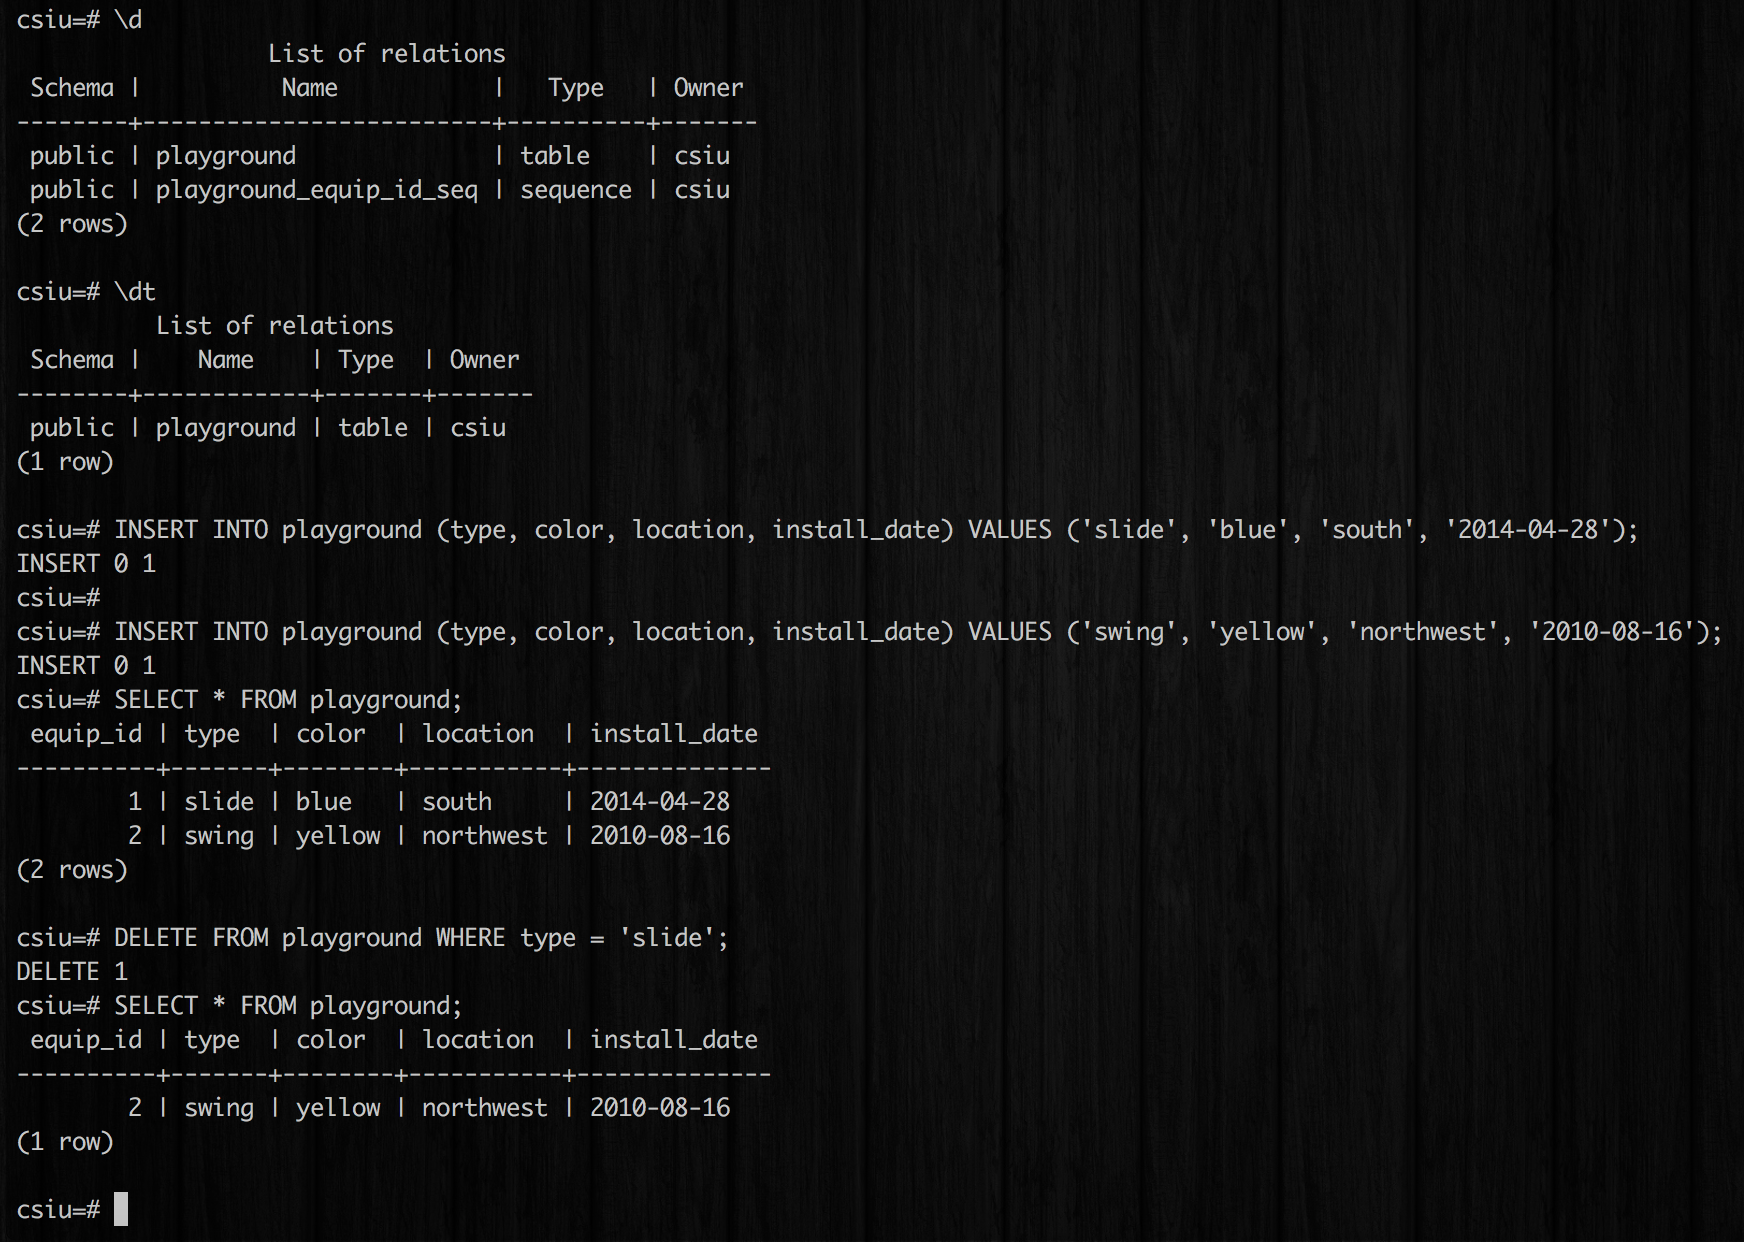 csiu=# \d
                  List of relations
 Schema |          Name          |   Type   | Owner
--------+-------------------------+----------+-------
 public | playground              | table    | csiu
 public | playground_equip_id_seq | sequence | csiu
(2 rows)

csiu=# \dt
          List of relations
 Schema |    Name    | Type  | Owner
--------+------------+-------+-------
 public | playground | table | csiu
(1 row)

csiu=# INSERT INTO playground (type, color, location, install_date) VALUES ('slide', 'blue', 'south', '2014-04-28');
INSERT 0 1
csiu=#
csiu=# INSERT INTO playground (type, color, location, install_date) VALUES ('swing', 'yellow', 'northwest', '2010-08-16');
INSERT 0 1
csiu=# SELECT * FROM playground;
 equip_id | type  | color  | location  | install_date
----------+-------+--------+-----------+--------------
        1 | slide | blue   | south     | 2014-04-28
        2 | swing | yellow | northwest | 2010-08-16
(2 rows)

csiu=# DELETE FROM playground WHERE type = 'slide';
DELETE 1
csiu=# SELECT * FROM playground;
 equip_id | type  | color  | location  | install_date
----------+-------+--------+-----------+--------------
        2 | swing | yellow | northwest | 2010-08-16
(1 row)

csiu=#